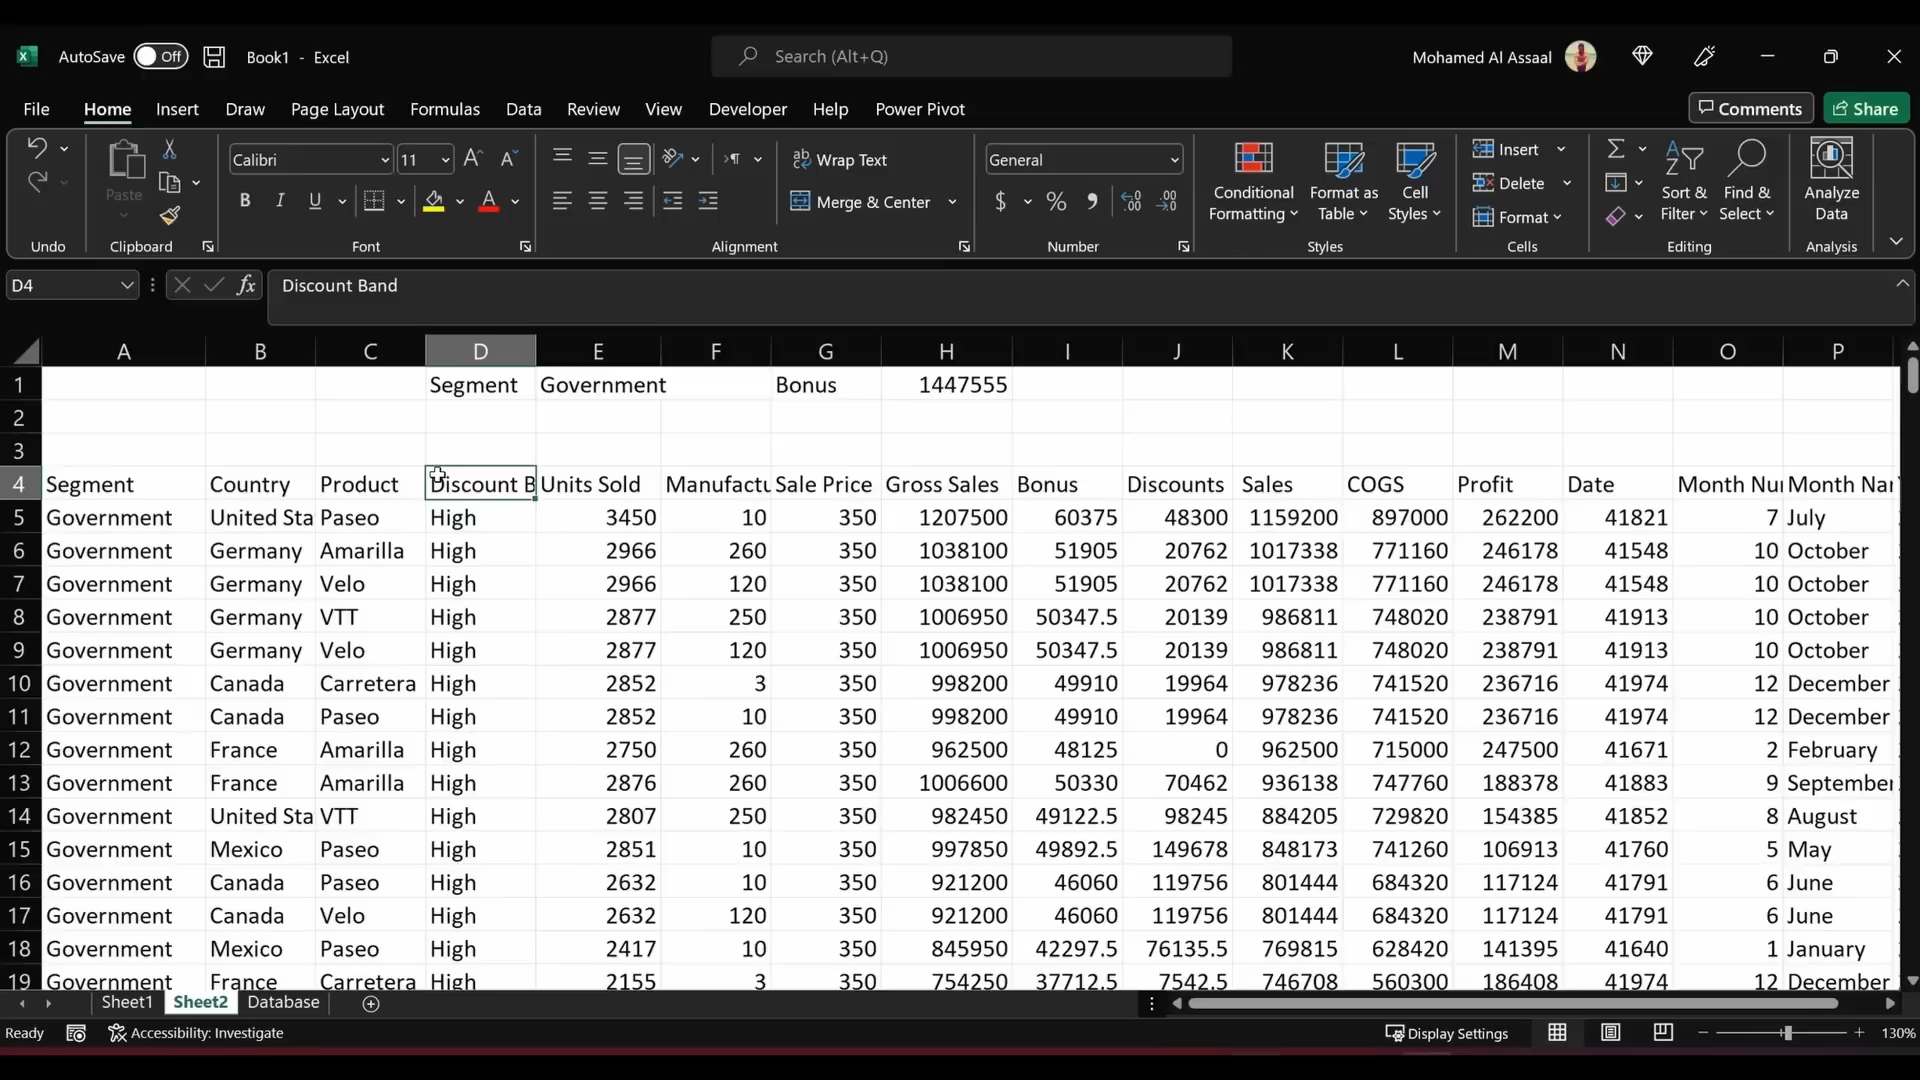 AutoSave Off Book1 - Excel Search (Alt+Q) Mohamed Al Assaal
File Home Insert Draw Page Layout Formulas Data Review View Developer Help Power Pivot Comments Share
Calibri 11 Wrap Text General Insert
Paste Conditional Formatting Format as Table Cell Styles Delete Sort & Filter Find & Select Analyze Data
B I U Merge & Center $ % Format
Undo Clipboard Font Alignment Number Styles Cells Editing Analysis
D4 fx Discount Band
A B C D E F G H I J K L M N O P
1 Segment Government Bonus 1447555
2
3
4 Segment Country Product Discount B Units Sold Manufactu Sale Price Gross Sales Bonus Discounts Sales COGS Profit Date Month Nu Month Nar
5 Government United Sta Paseo High 3450 10 350 1207500 60375 48300 1159200 897000 262200 41821 7 July
6 Government Germany Amarilla High 2966 260 350 1038100 51905 20762 1017338 771160 246178 41548 10 October
7 Government Germany Velo High 2966 120 350 1038100 51905 20762 1017338 771160 246178 41548 10 October
8 Government Germany VTT High 2877 250 350 1006950 50347.5 20139 986811 748020 238791 41913 10 October
9 Government Germany Velo High 2877 120 350 1006950 50347.5 20139 986811 748020 238791 41913 10 October
10 Government Canada Carretera High 2852 3 350 998200 49910 19964 978236 741520 236716 41974 12 December
11 Government Canada Paseo High 2852 10 350 998200 49910 19964 978236 741520 236716 41974 12 December
12 Government France Amarilla High 2750 260 350 962500 48125 0 962500 715000 247500 41671 2 February
13 Government France Amarilla High 2876 260 350 1006600 50330 70462 936138 747760 188378 41883 9 September
14 Government United Sta VTT High 2807 250 350 982450 49122.5 98245 884205 729820 154385 41852 8 August
15 Government Mexico Paseo High 2851 10 350 997850 49892.5 149678 848173 741260 106913 41760 5 May
16 Government Canada Paseo High 2632 10 350 921200 46060 119756 801444 684320 117124 41791 6 June
17 Government Canada Velo High 2632 120 350 921200 46060 119756 801444 684320 117124 41791 6 June
18 Government Mexico Paseo High 2417 10 350 845950 42297.5 76135.5 769815 628420 141395 41640 1 January
19 Government France Carretera High 2155 3 350 754250 37712.5 7542.5 746708 560300 186408 41974 12 December
Sheet1 Sheet2 Database
Ready Accessibility: Investigate Display Settings 130%